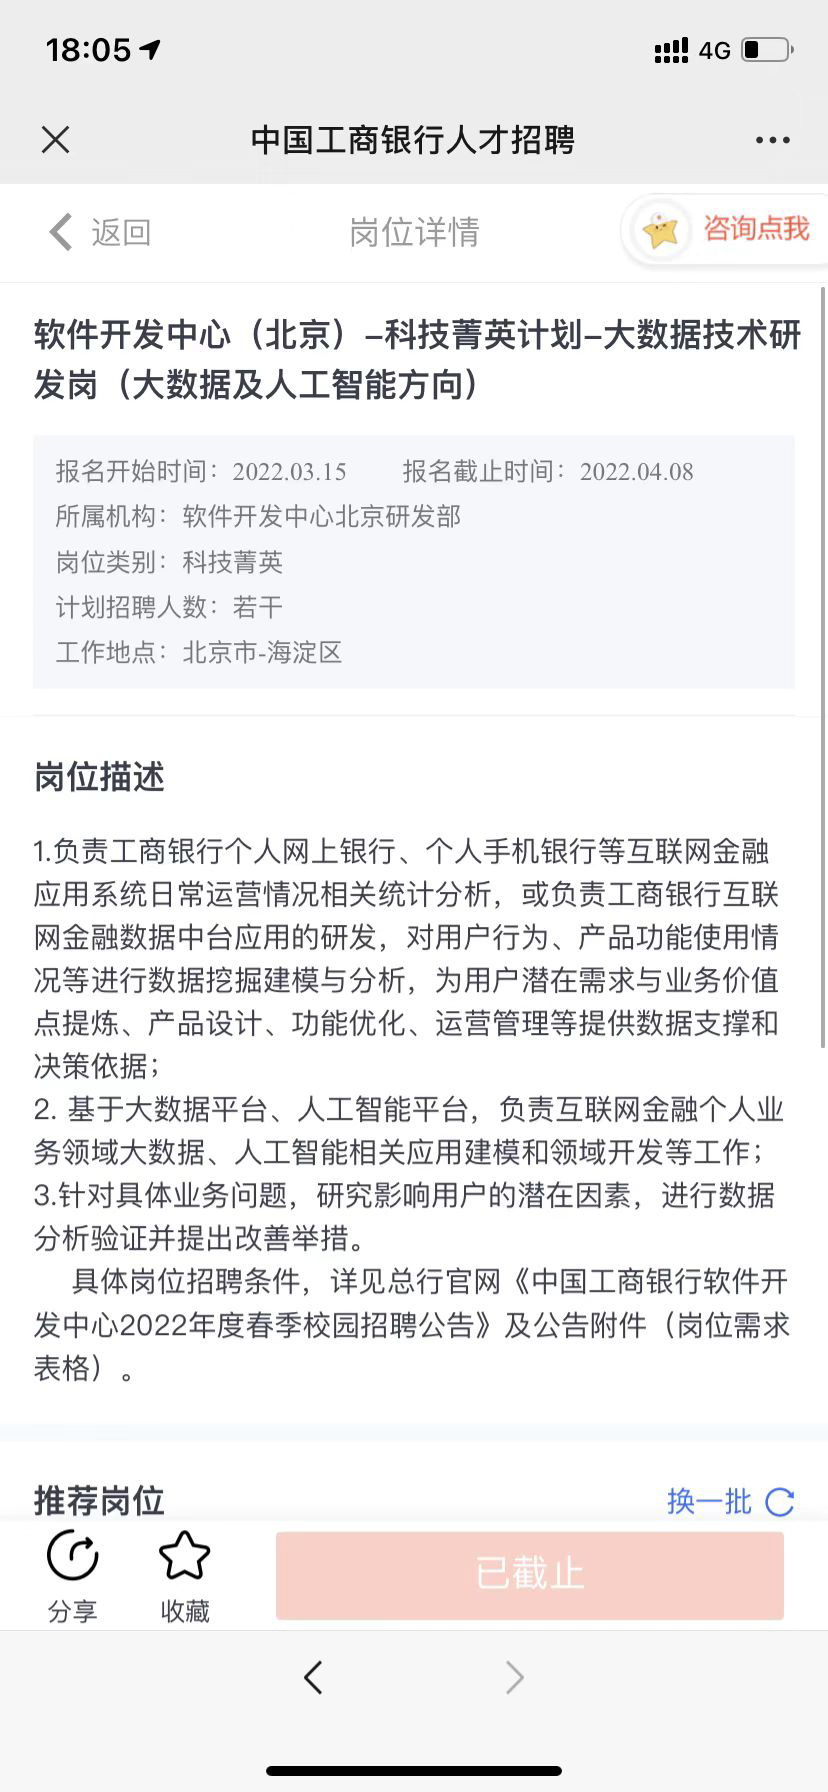 18:05
4G
中国工商银行人才招聘
返回
岗位详情
咨询点我
软件开发中心（北京）-科技菁英计划-大数据技术研
发岗（大数据及人工智能方向）
报名开始时间：2022.03.15 报名截止时间：2022.04.08
所属机构：软件开发中心北京研发部
岗位类别：科技菁英
计划招聘人数：若干
工作地点：北京市-海淀区
岗位描述
1.负责工商银行个人网上银行、个人手机银行等互联网金融
应用系统日常运营情况相关统计分析，或负责工商银行互联
网金融数据中台应用的研发，对用户行为、产品功能使用情
况等进行数据挖掘建模与分析，为用户潜在需求与业务价值
点提炼、产品设计、功能优化、运营管理等提供数据支撑和
决策依据；
2. 基于大数据平台、人工智能平台，负责互联网金融个人业
务领域大数据、人工智能相关应用建模和领域开发等工作；
3.针对具体业务问题，研究影响用户的潜在因素，进行数据
分析验证并提出改善举措。
具体岗位招聘条件，详见总行官网《中国工商银行软件开
发中心2022年度春季校园招聘公告》及公告附件（岗位需求
表格）。
推荐岗位
换一批
分享
收藏
已截止